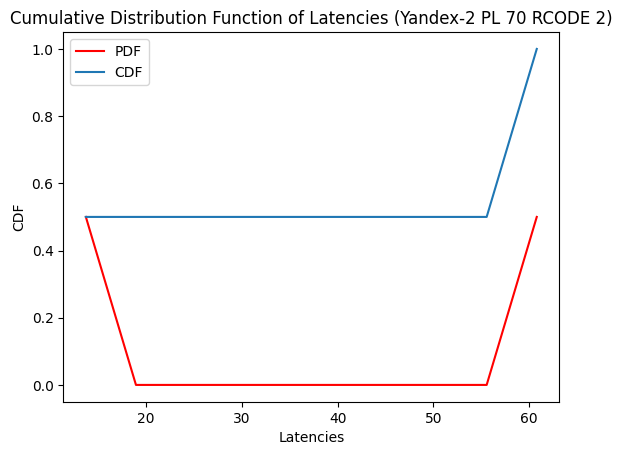 Cumulative Distribution Function of Latencies (Yandex-2 PL 70 RCODE 2)
PDF
CDF
1.0
0.8
0.6
0.4
0.2
0.0
CDF
20
30
40
50
60
Latencies